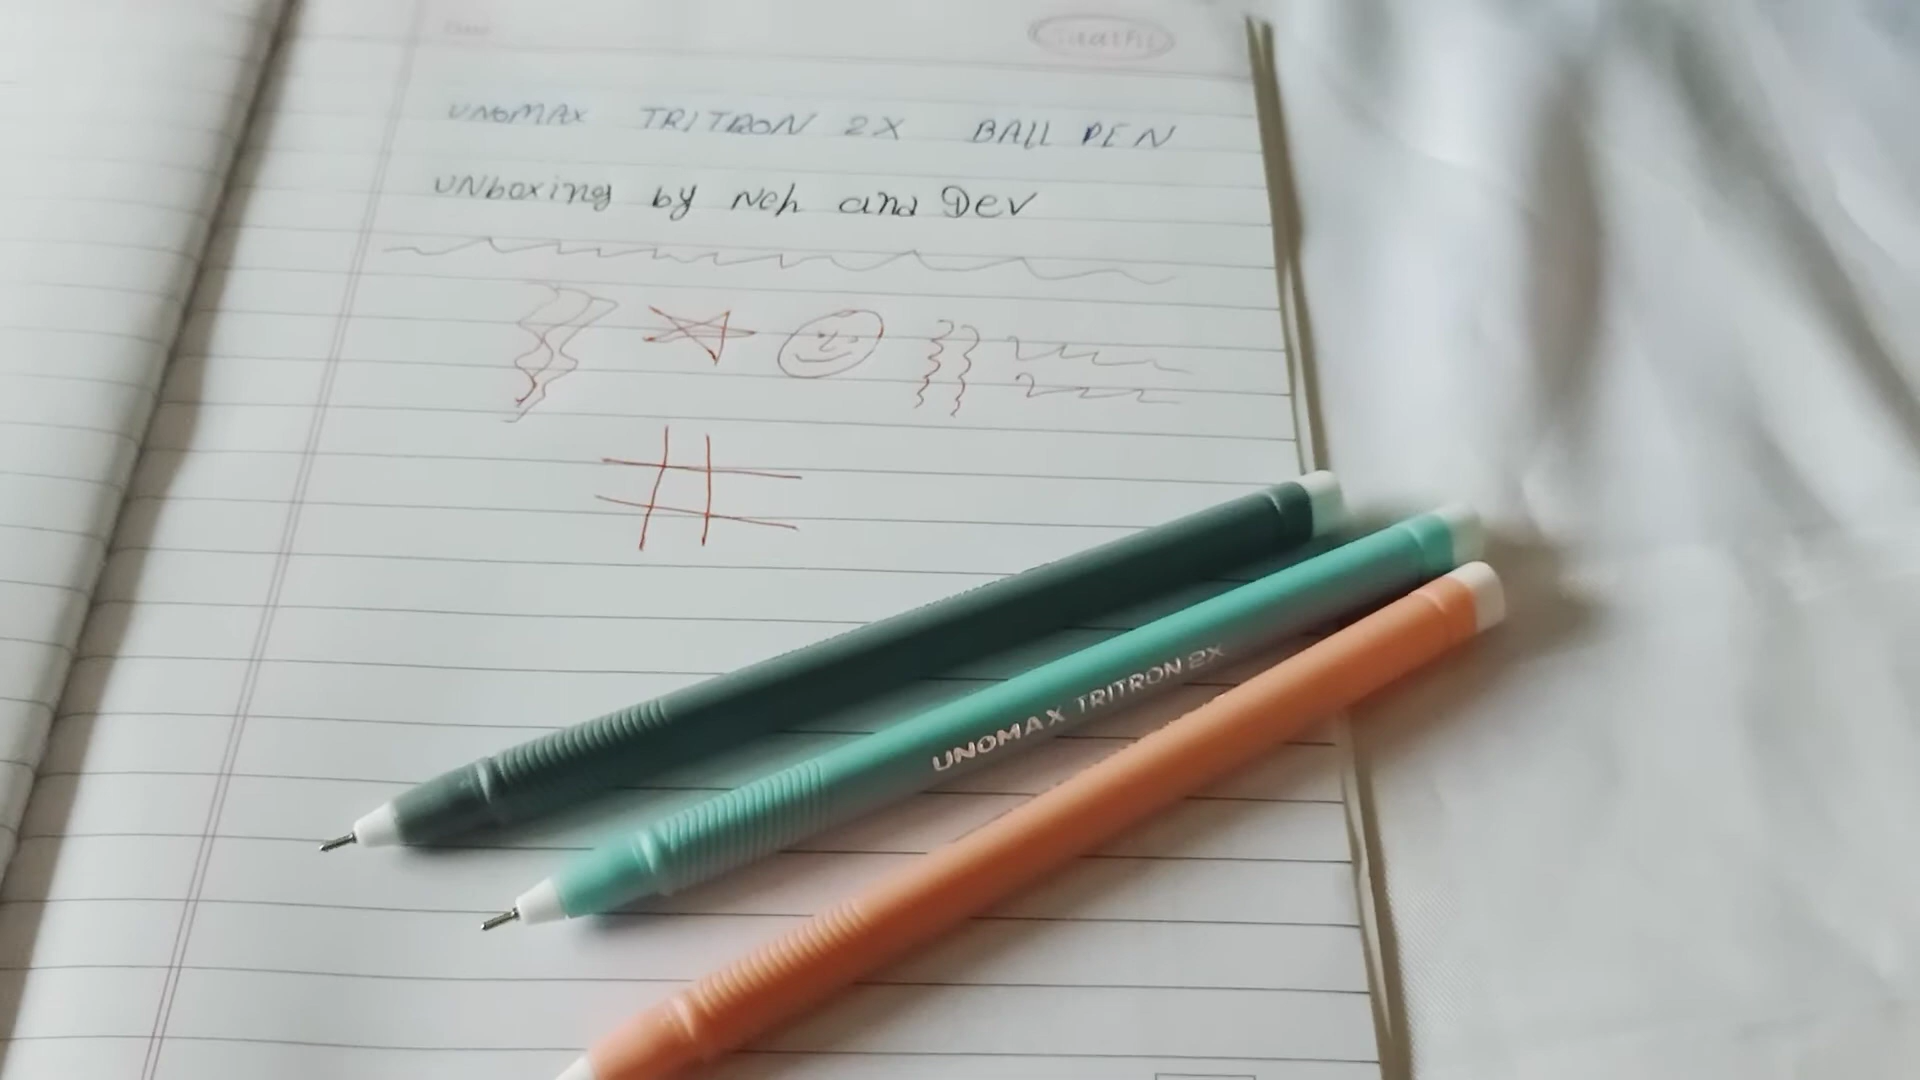 UNOMAX TRITRON 2X BALL PEN
UNboxing by Neh and Dev
UNOMAX TRITRON 2X